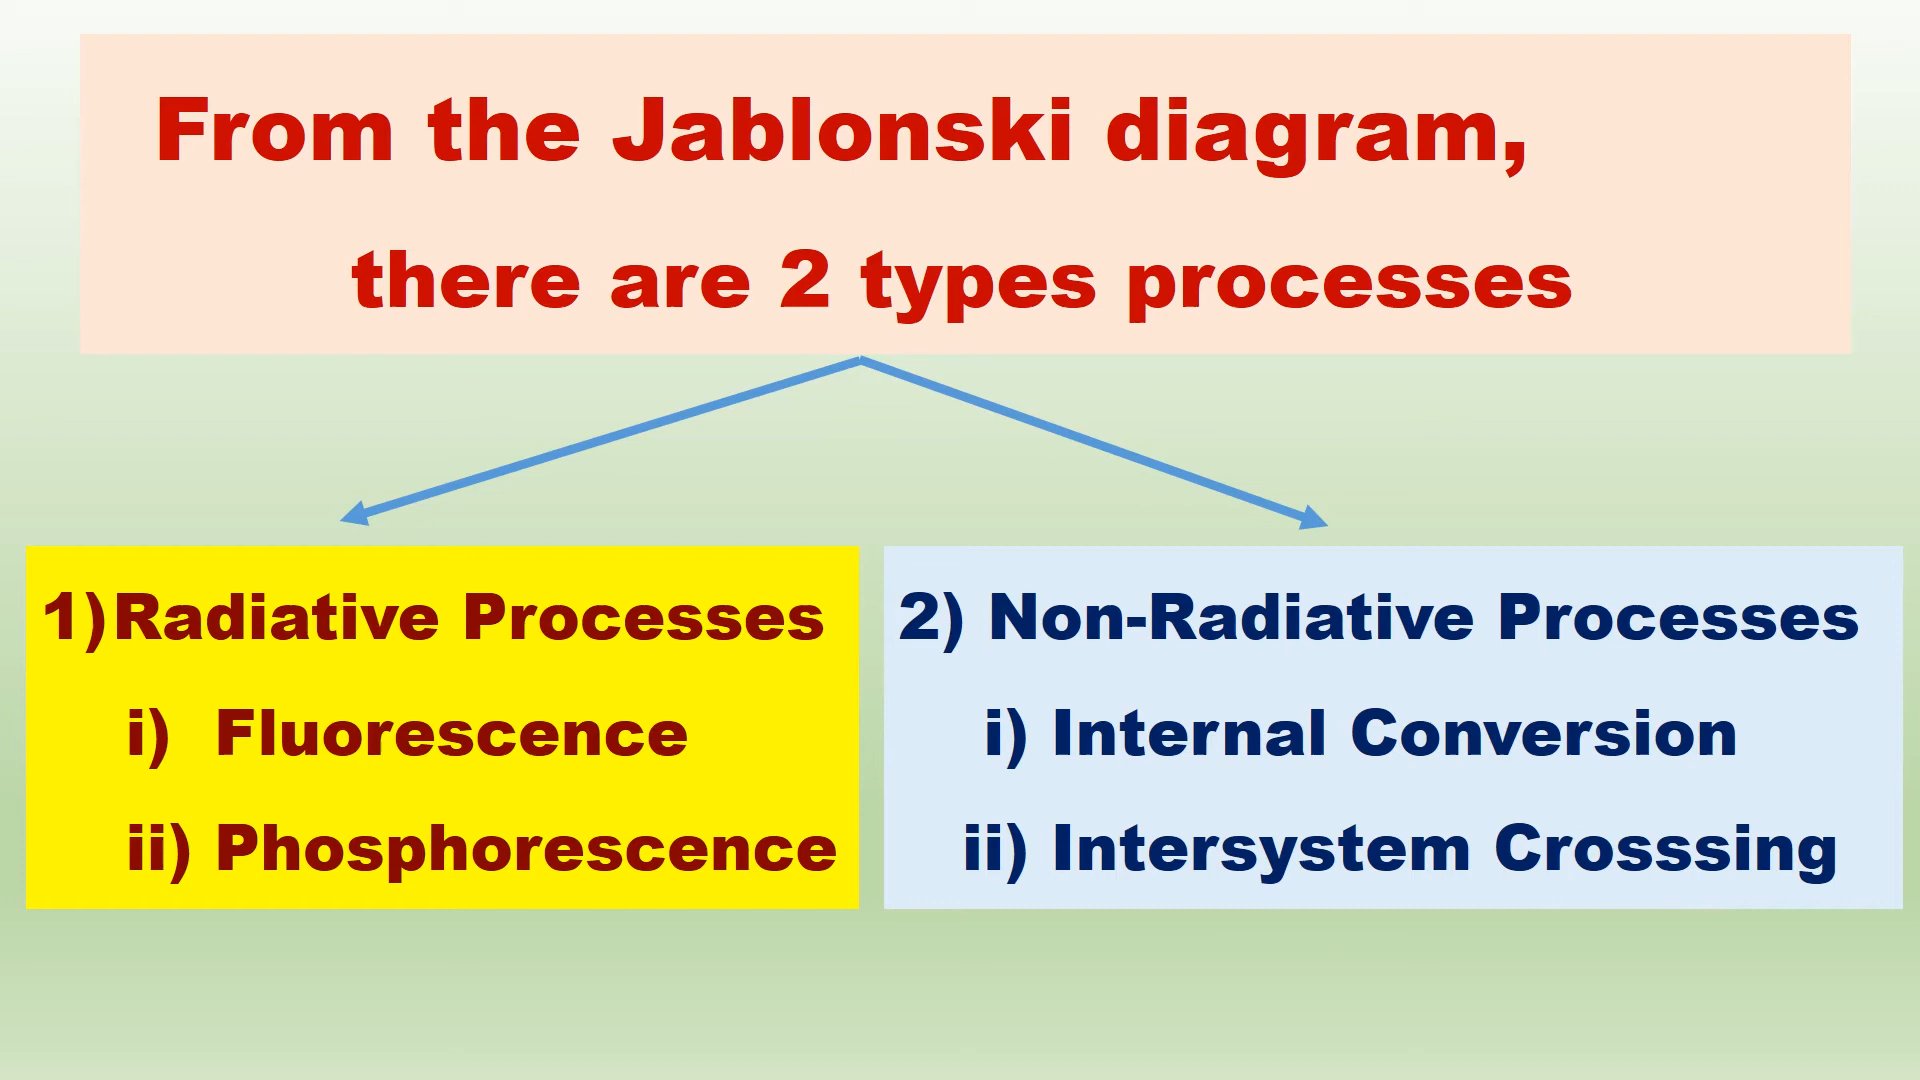 From the Jablonski diagram,
there are 2 types processes
1)Radiative Processes
i) Fluorescence
ii) Phosphorescence
2) Non-Radiative Processes
i) Internal Conversion
ii) Intersystem Crosssing